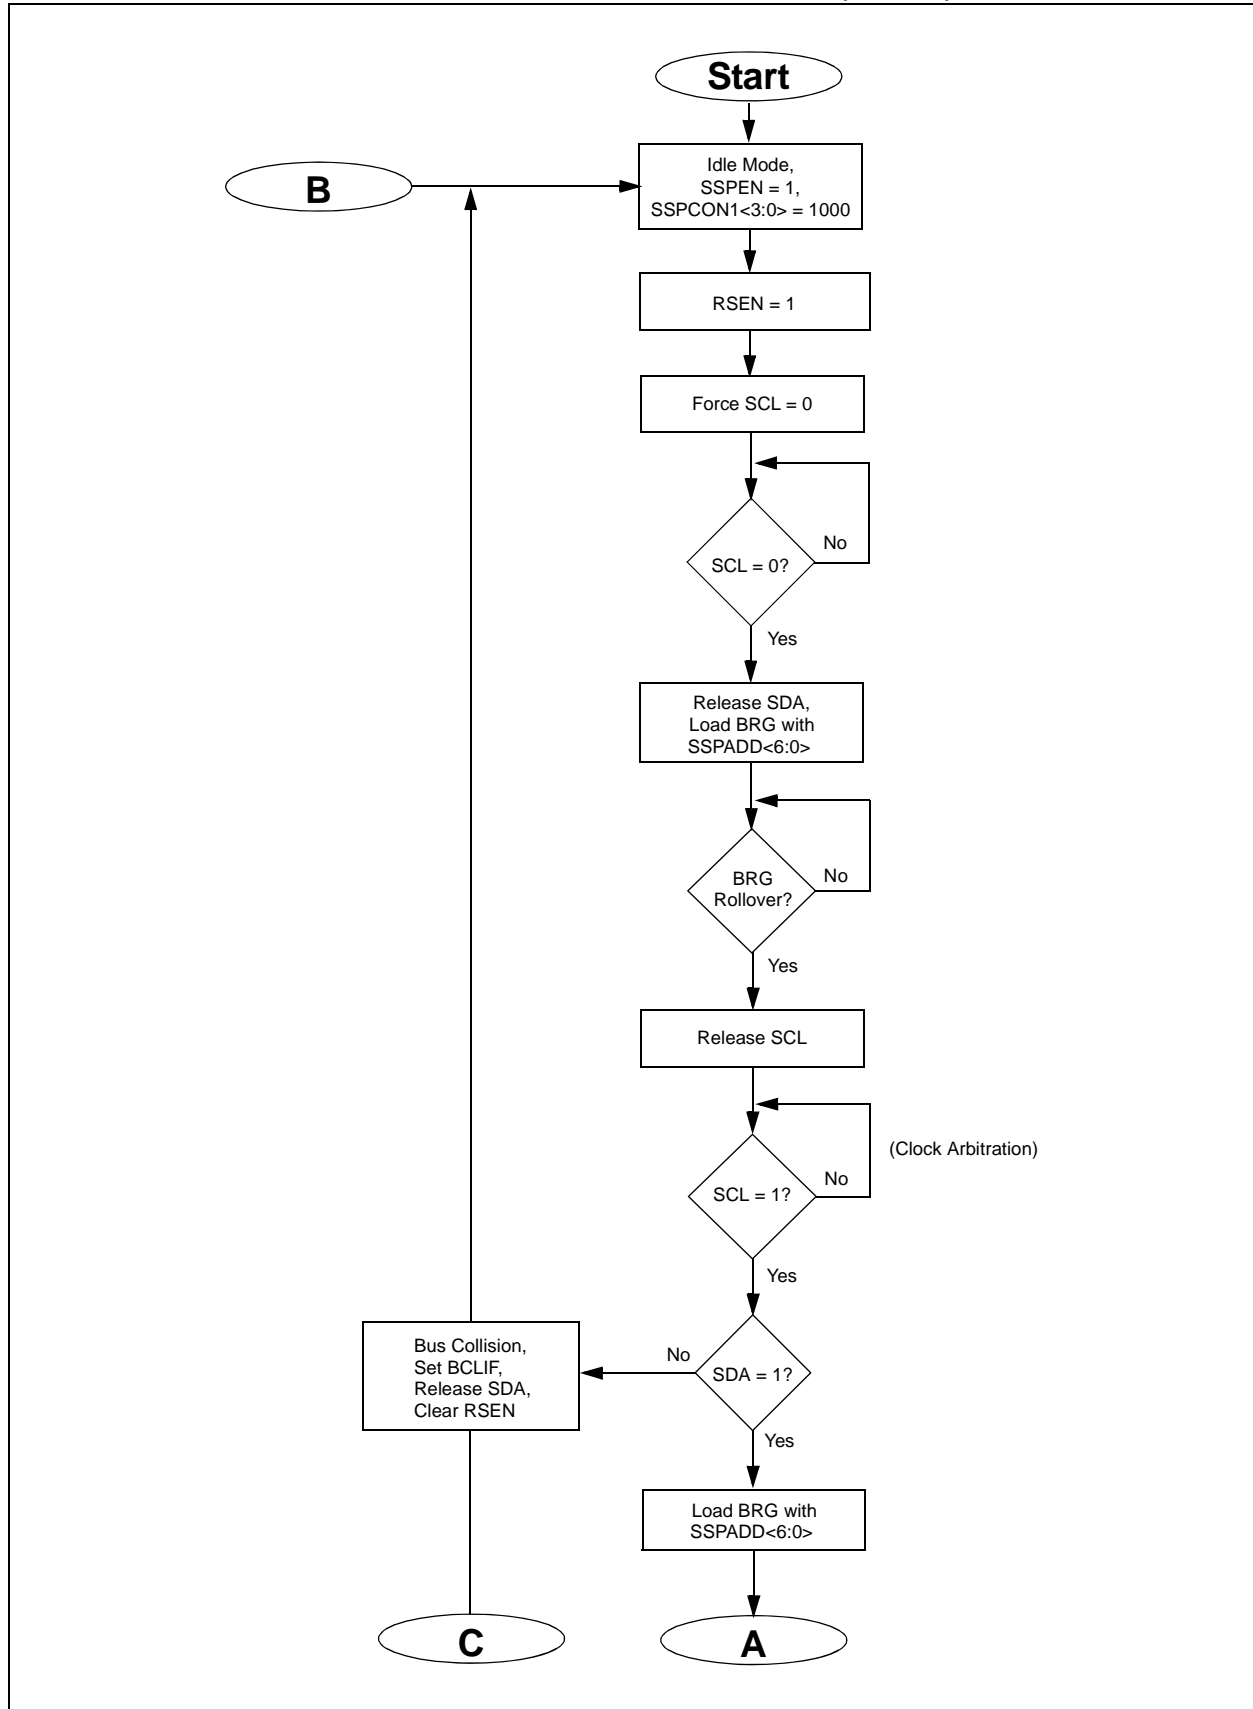 Start
B
Idle Mode,
SSPEN = 1,
SSPCON1<3:0> = 1000
RSEN = 1
Force SCL = 0
No
SCL = 0?
Yes
Release SDA,
Load BRG with
SSPADD<6:0>
No
BRG
Rollover?
Yes
Release SCL
(Clock Arbitration)
No
SCL = 1?
Yes
Bus Collision,
Set BCLIF,
Release SDA,
Clear RSEN
No
SDA = 1?
Yes
Load BRG with
SSPADD<6:0>
C
A